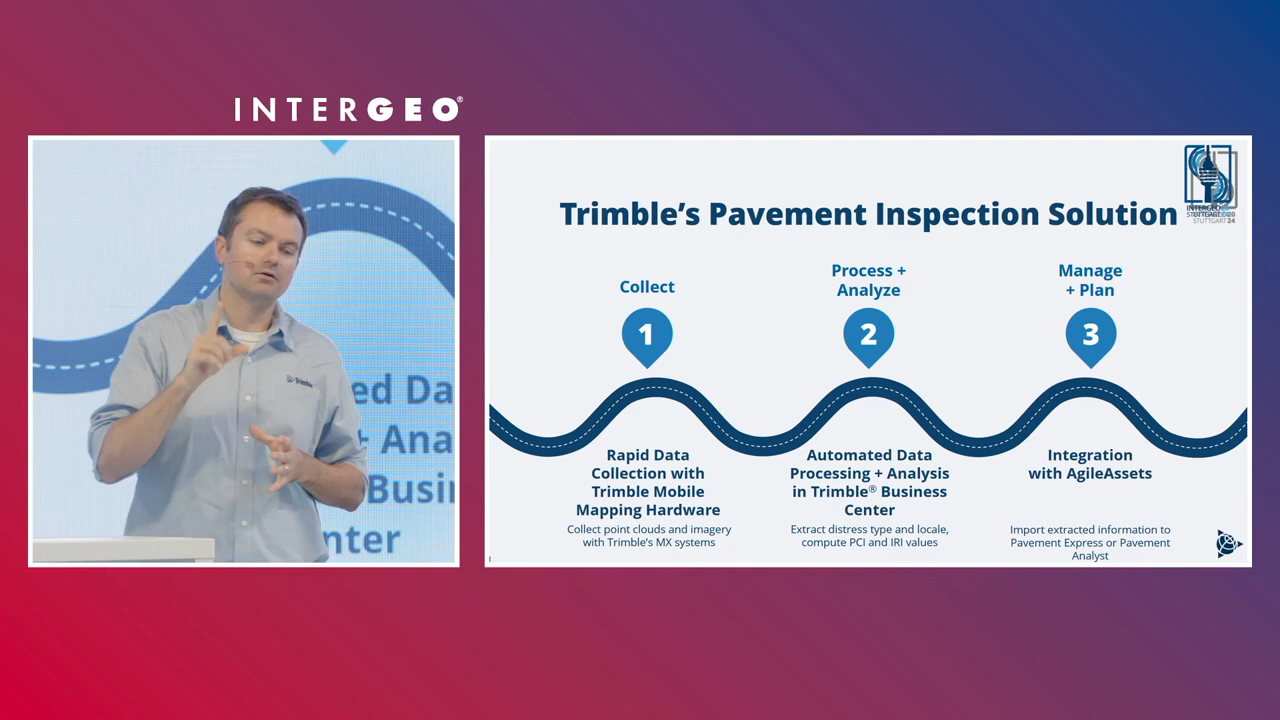 INTERGEO®
ed Da
+ Ana
Busi
nter
Trimble
Trimble's Pavement Inspection Solution
STUTTGART 24
Collect
1
Rapid Data
Collection with
Trimble Mobile
Mapping Hardware
Collect point clouds and imagery
with Trimble's MX systems
Process +
Analyze
2
Automated Data
Processing + Analysis
in Trimble® Business
Center
Extract distress type and locale,
compute PCI and IRI values
Manage
+ Plan
3
Integration
with AgileAssets
Import extracted information to
Pavement Express or Pavement
Analyst